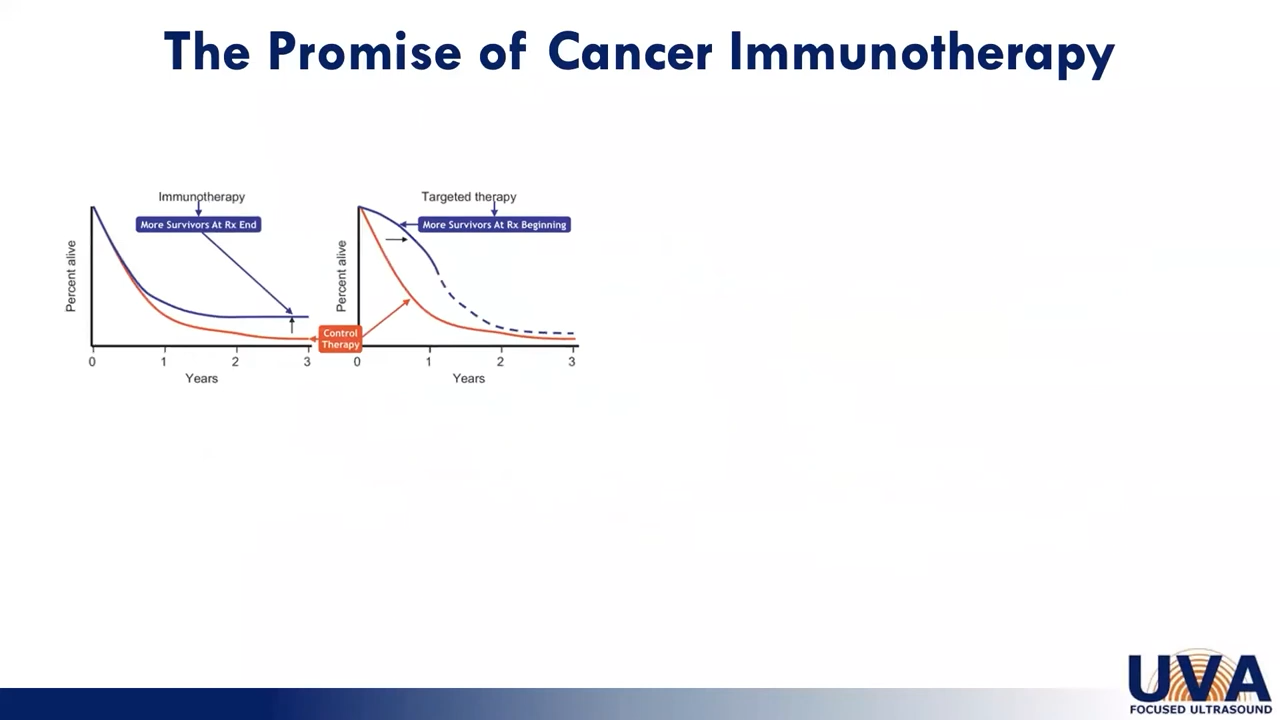 The Promise of Cancer Immunotherapy
Immunotherapy
More Survivors At Rx End
Percent alive
0 1 2 3
Years
Targeted therapy
More Survivors At Rx Beginning
Percent alive
Control
Therapy
0 1 2 3
Years
UVA
FOCUSED ULTRASOUND